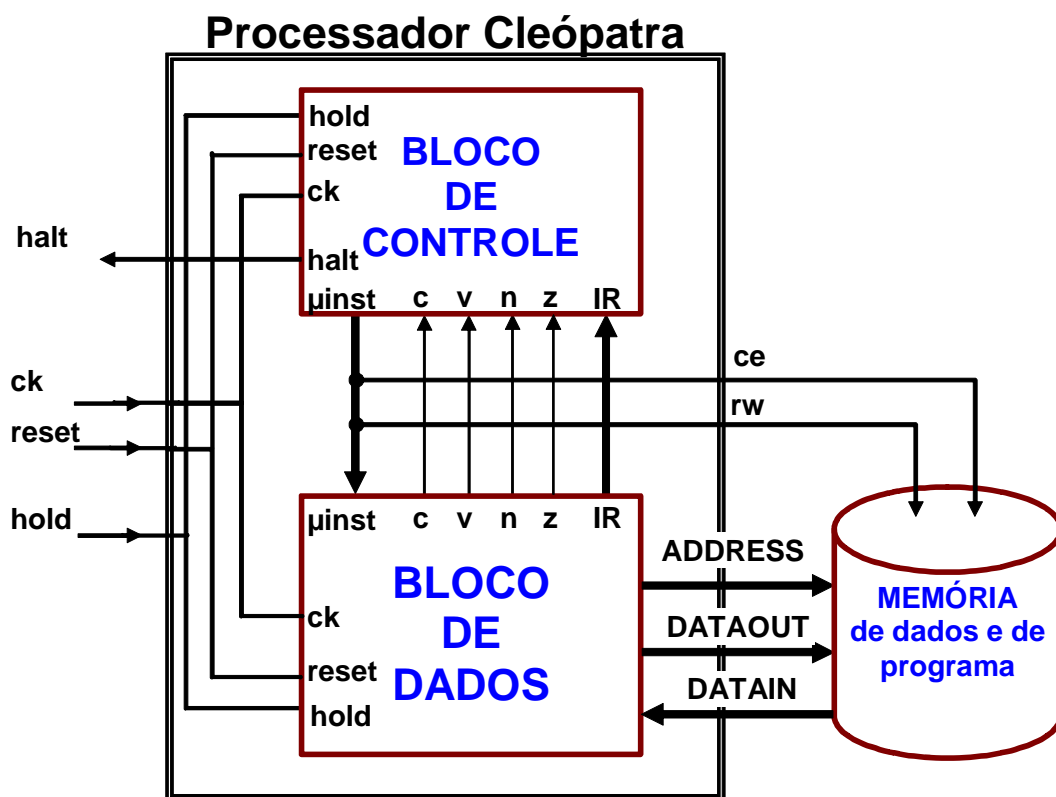 Processador Cleópatra
hold
reset
ck
halt
µinst c v n z IR
BLOCO
DE
CONTROLE
halt
ck
reset
hold
ce
rw
µinst c v n z IR
ck
reset
hold
BLOCO
DE
DADOS
ADDRESS
DATAOUT
DATAIN
MEMÓRIA
de dados e de
programa